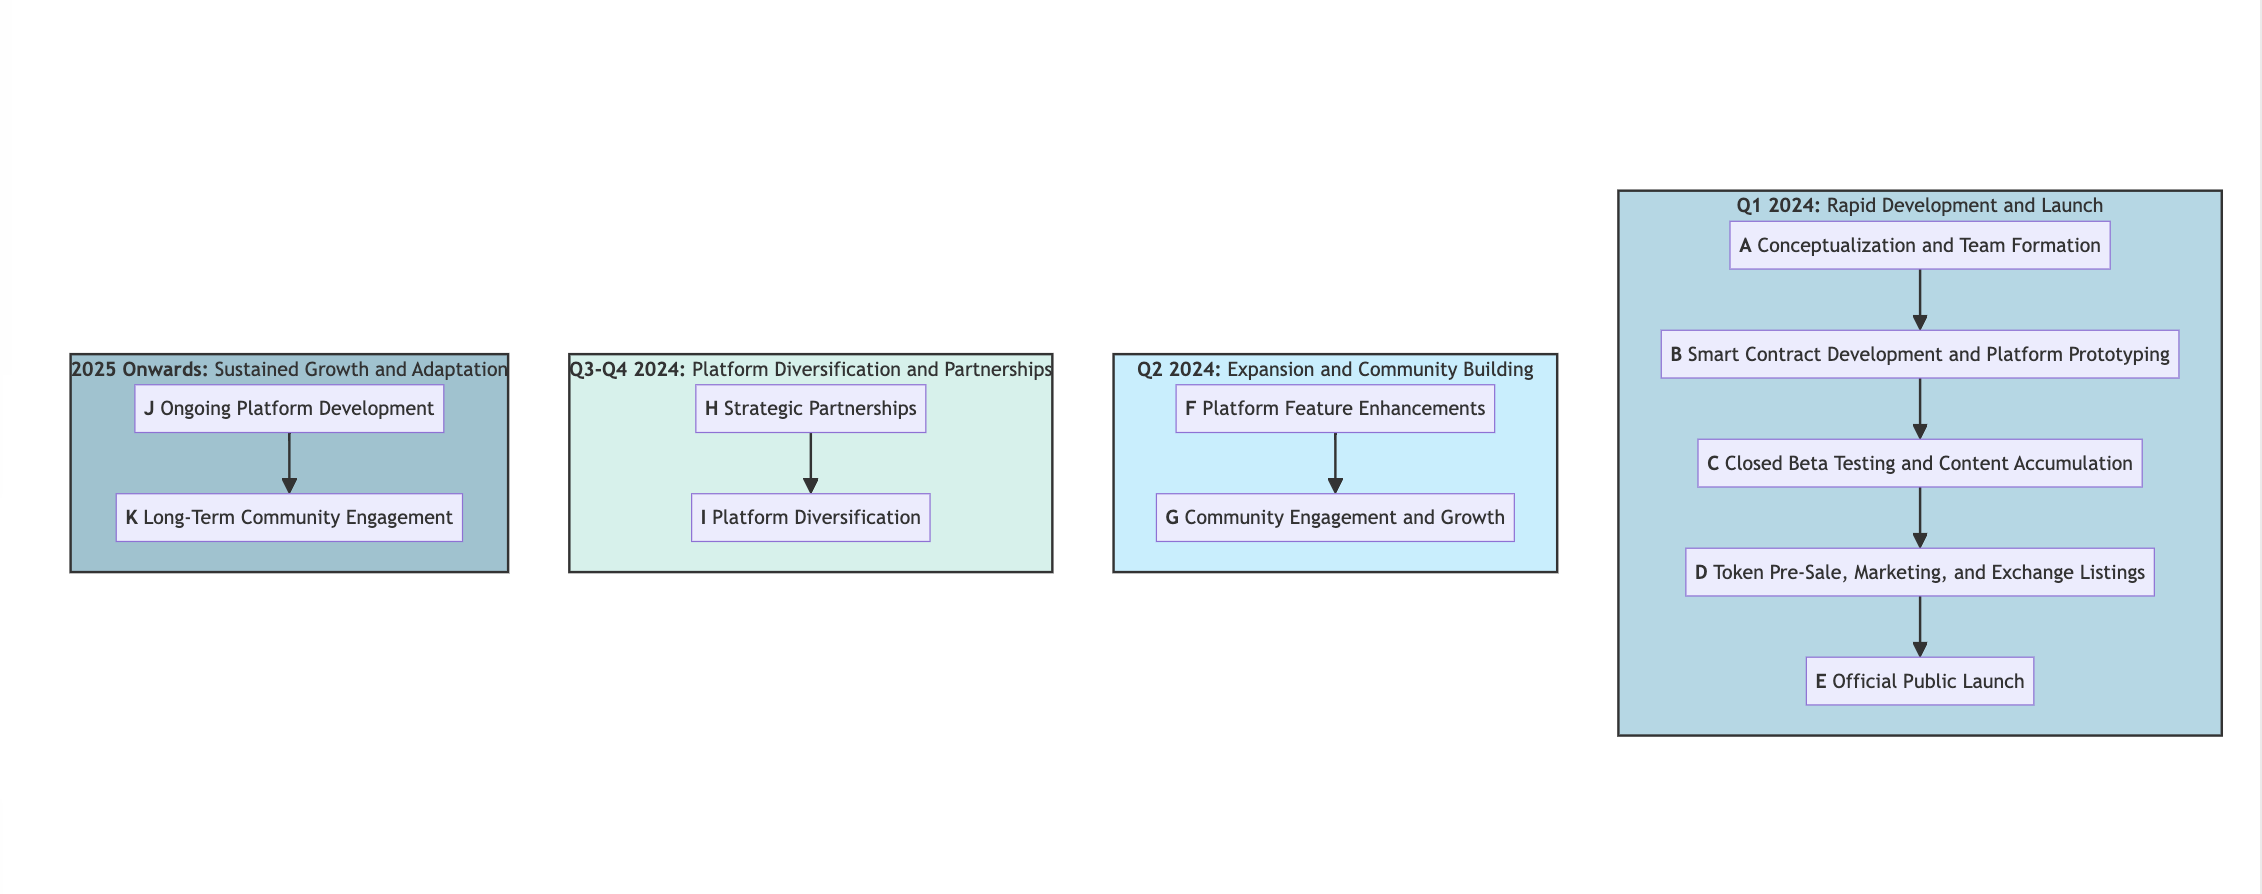 2025 Onwards: Sustained Growth and Adaptation
J Ongoing Platform Development
K Long-Term Community Engagement
Q3-Q4 2024: Platform Diversification and Partnerships
H Strategic Partnerships
I Platform Diversification
Q2 2024: Expansion and Community Building
F Platform Feature Enhancements
G Community Engagement and Growth
Q1 2024: Rapid Development and Launch
A Conceptualization and Team Formation
B Smart Contract Development and Platform Prototyping
C Closed Beta Testing and Content Accumulation
D Token Pre-Sale, Marketing, and Exchange Listings
E Official Public Launch